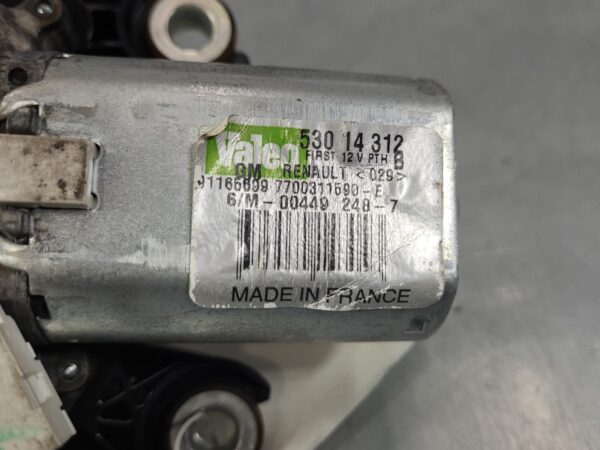 Valeo 530 14 312
FIRST 12 V PTH B
GM RENAULT <029>
91165699 7700311590-E
6/M-00449 248-7
MADE IN FRANCE